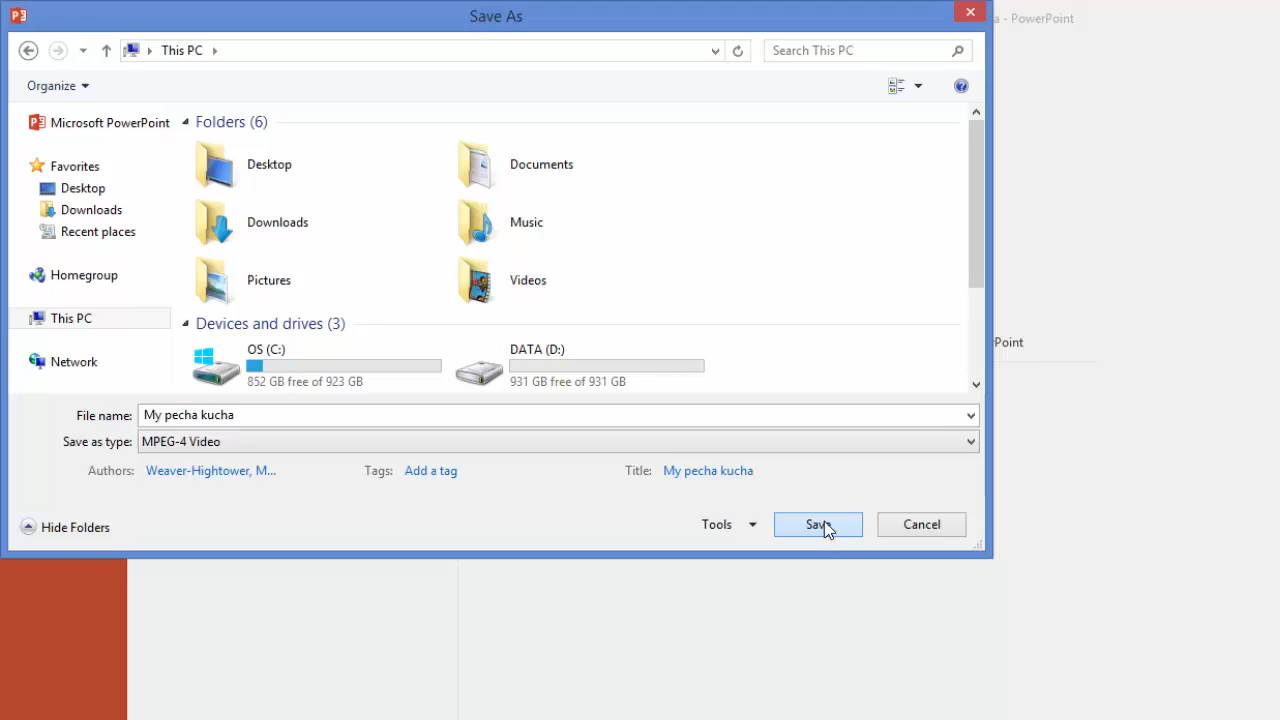 Save As
a - PowerPoint
This PC
Search This PC
Organize
Microsoft PowerPoint
Favorites
Desktop
Downloads
Recent places
Homegroup
This PC
Network
Folders (6)
Desktop
Documents
Downloads
Music
Pictures
Videos
Devices and drives (3)
OS (C:)
852 GB free of 923 GB
DATA (D:)
931 GB free of 931 GB
Point
File name: My pecha kucha
Save as type: MPEG-4 Video
Authors: Weaver-Hightower, M... Tags: Add a tag Title: My pecha kucha
Hide Folders
Tools Save Cancel